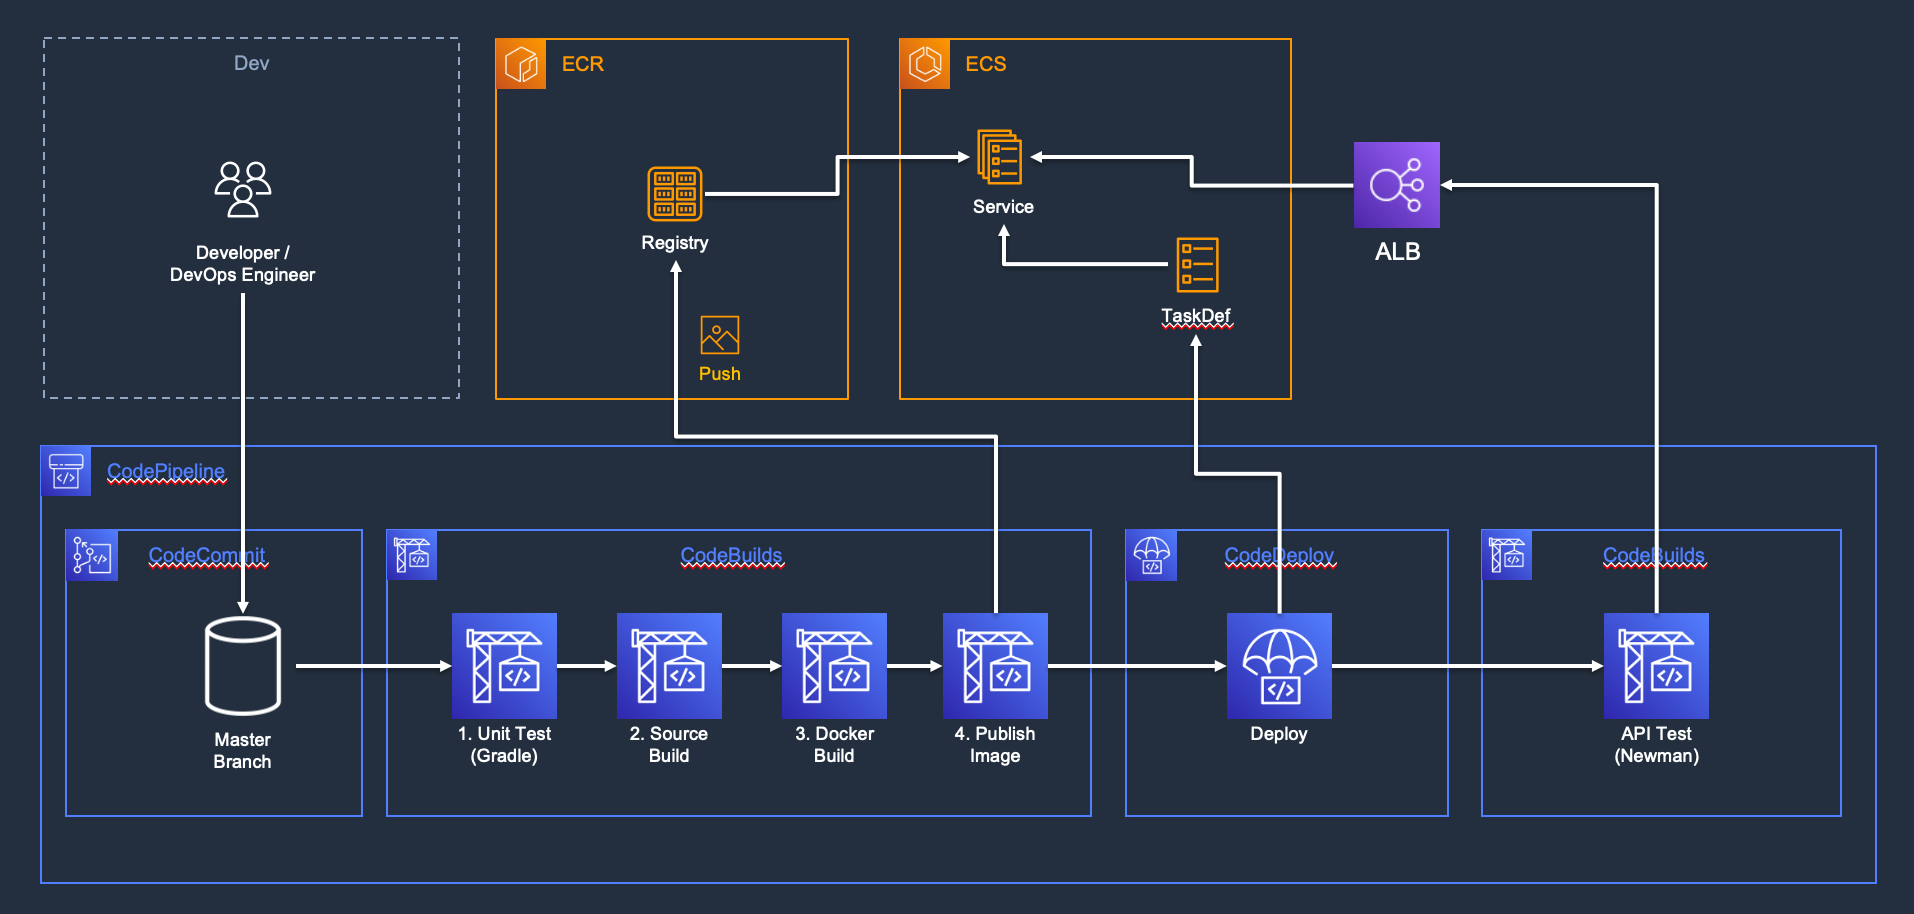 Dev
Developer /
DevOps Engineer
ECR
Registry
Push
ECS
Service
TaskDef
ALB
CodePipeline
CodeCommit
Master
Branch
CodeBuilds
1. Unit Test
(Gradle)
2. Source
Build
3. Docker
Build
4. Publish
Image
CodeDeploy
Deploy
CodeBuilds
API Test
(Newman)